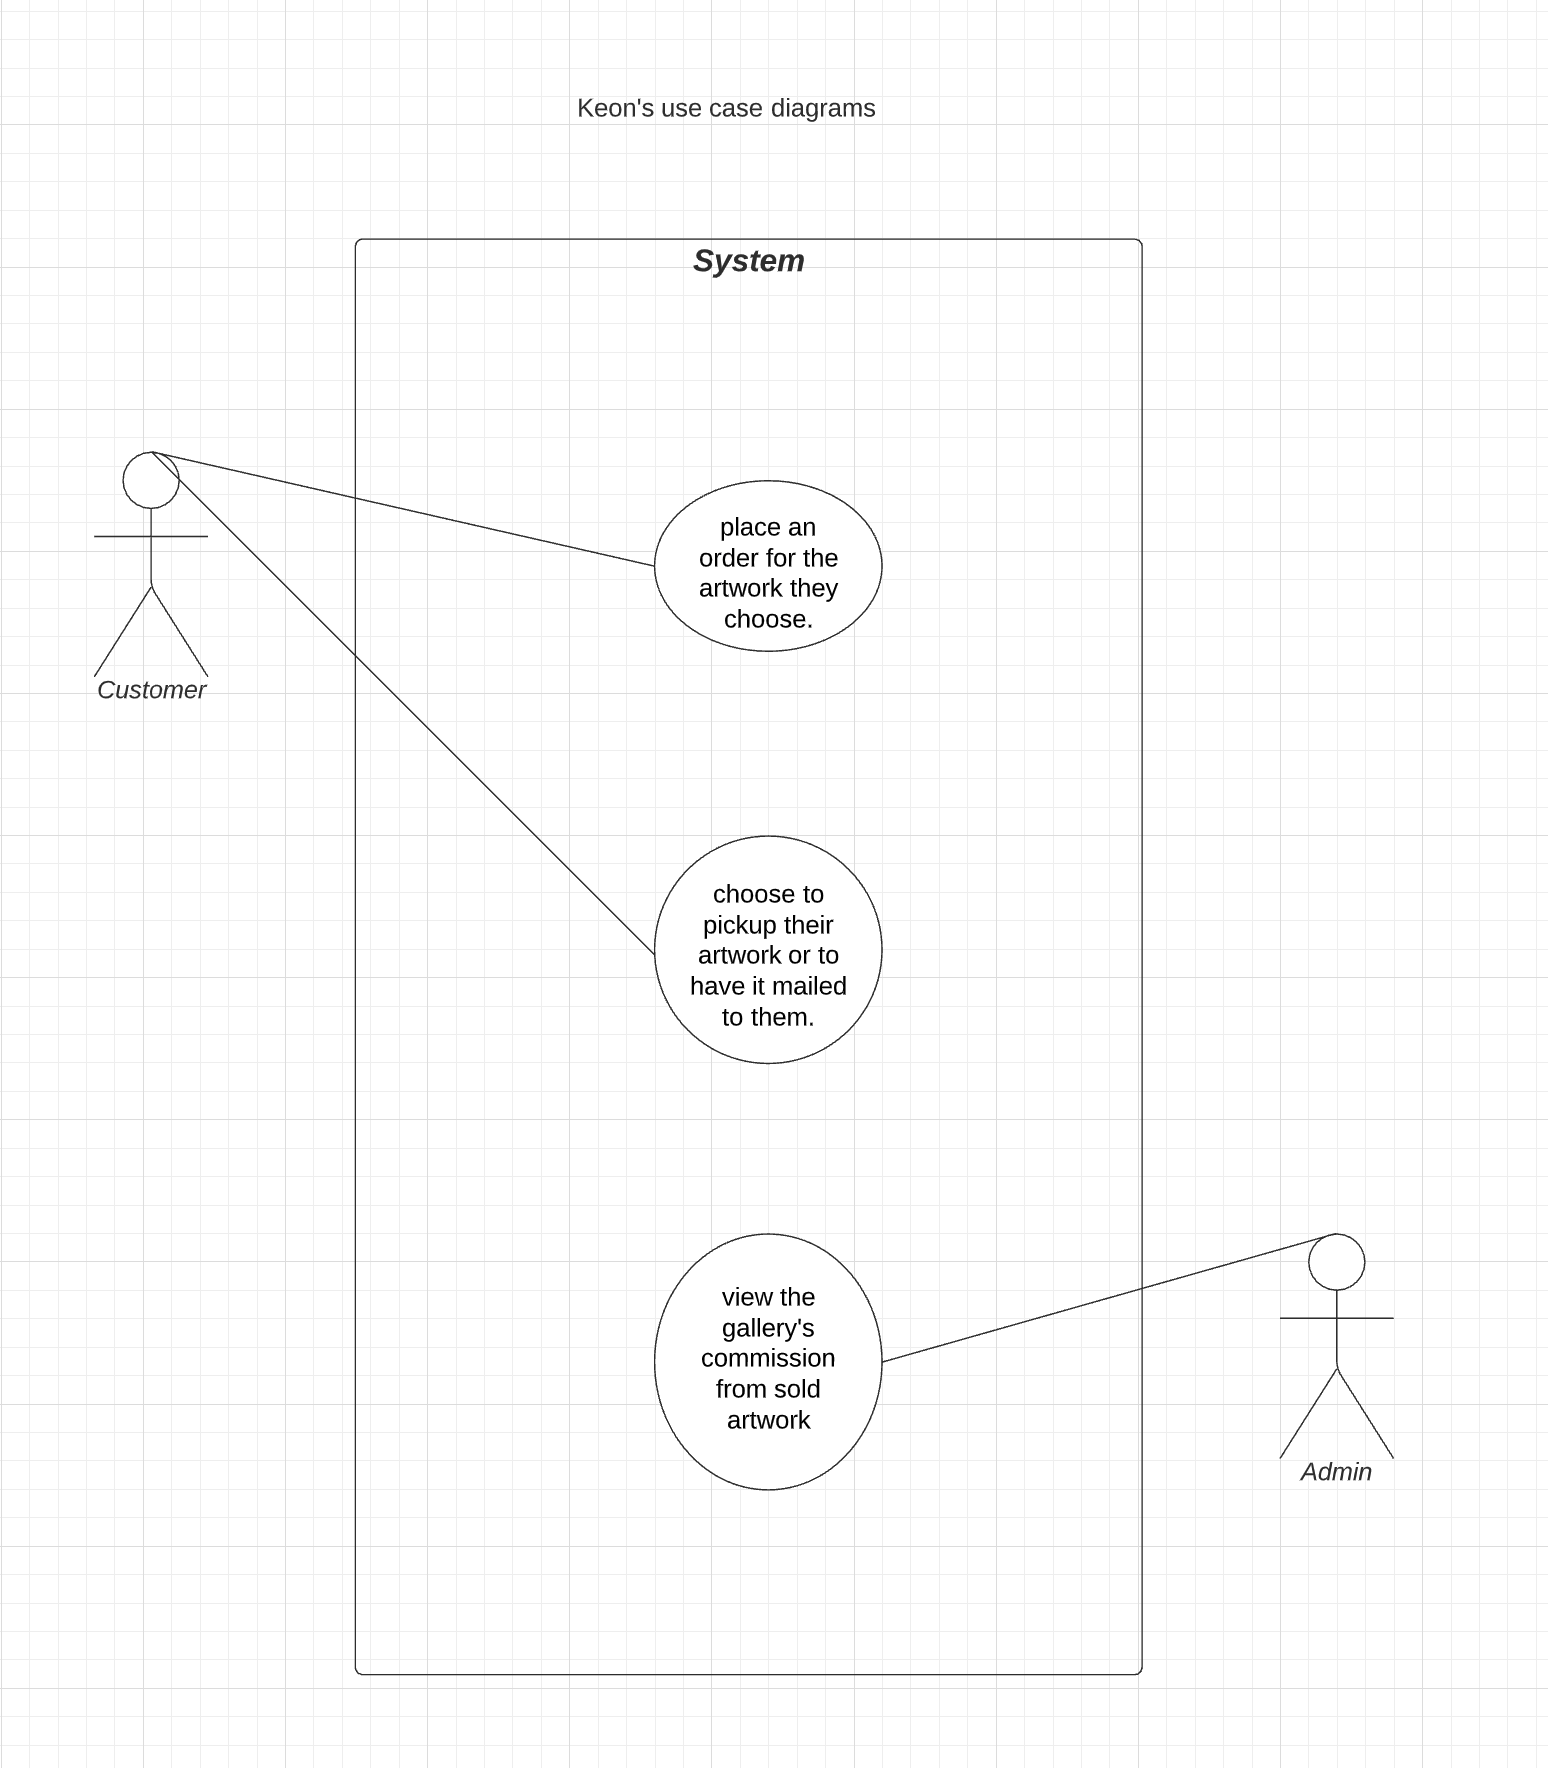 Keon's use case diagrams
System
place an
order for the
artwork they
choose.
Customer
choose to
pickup their
artwork or to
have it mailed
to them.
view the
gallery's
commission
from sold
artwork
Admin